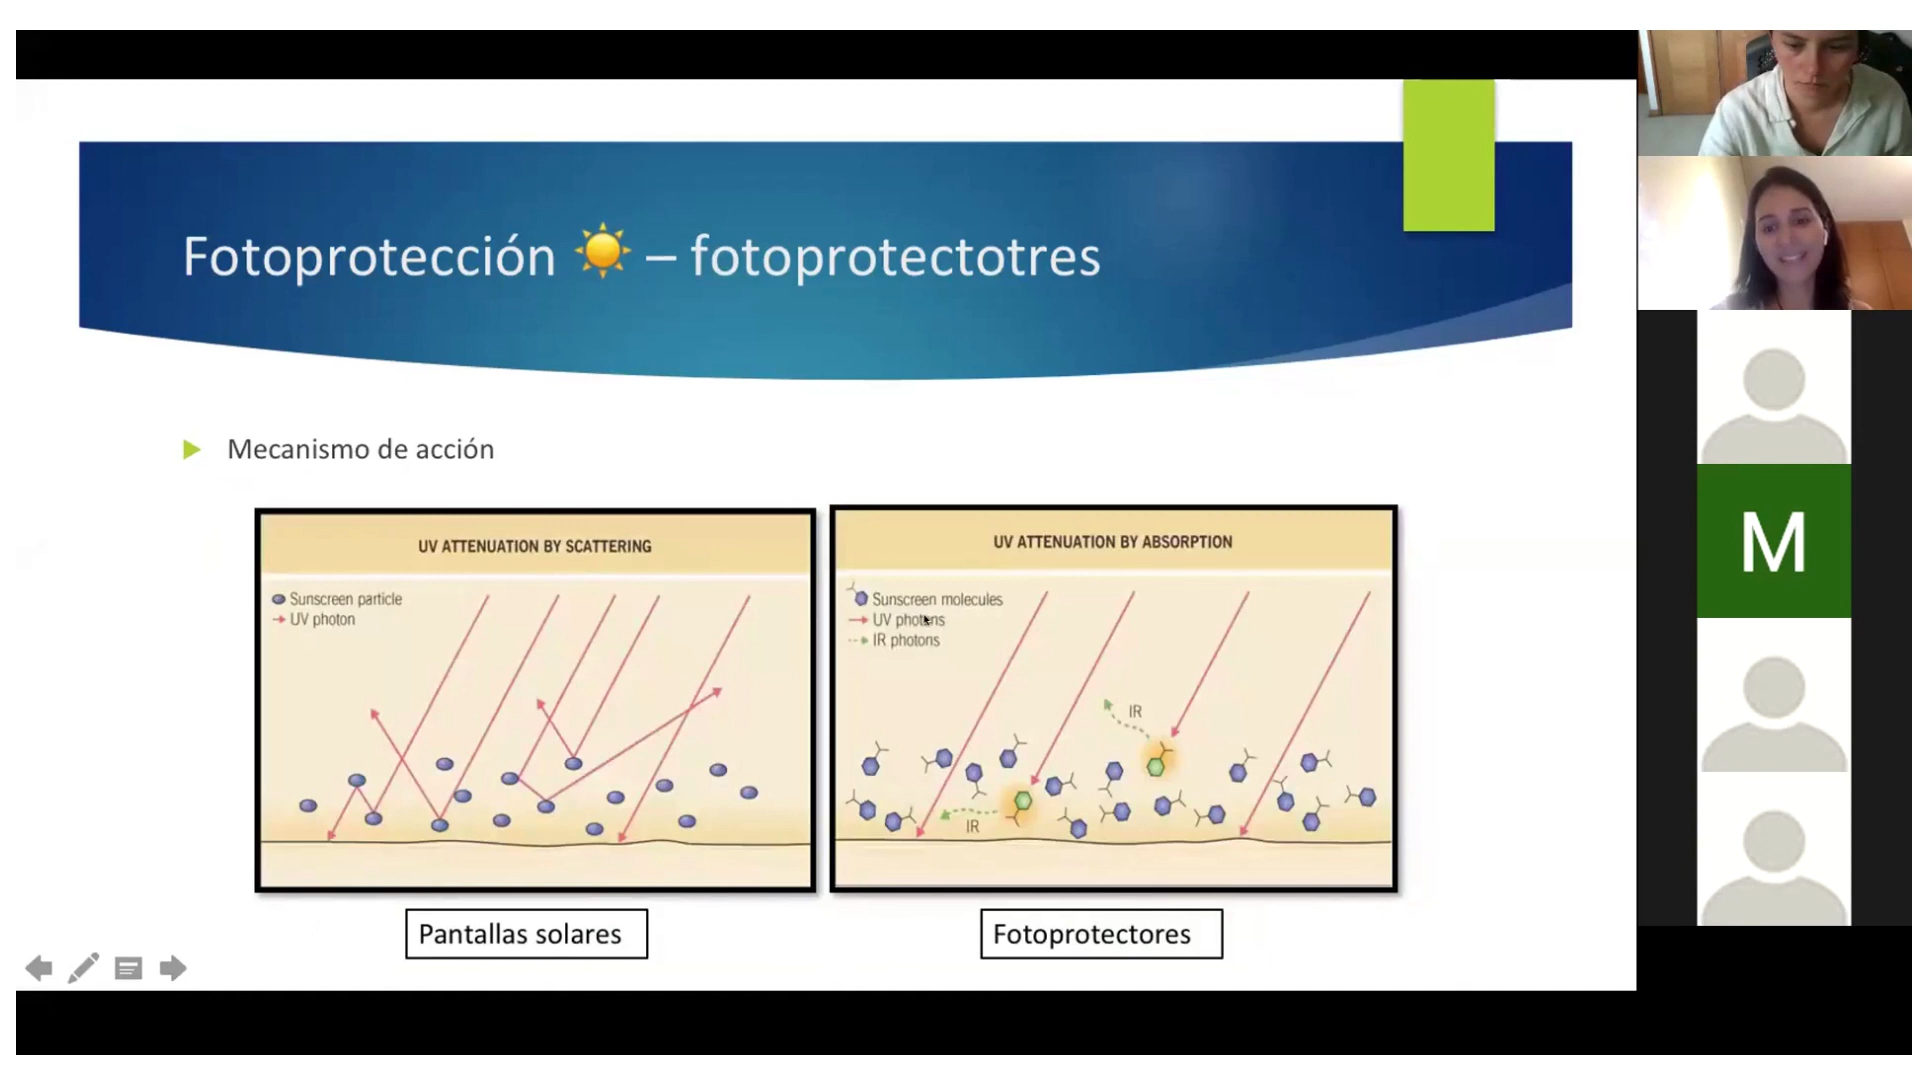 Fotoprotección ☀ – fotoprotectotres
Mecanismo de acción
UV ATTENUATION BY SCATTERING
Sunscreen particle
UV photon
UV ATTENUATION BY ABSORPTION
Sunscreen molecules
UV photons
IR photons
IR
IR
Pantallas solares
Fotoprotectores
M